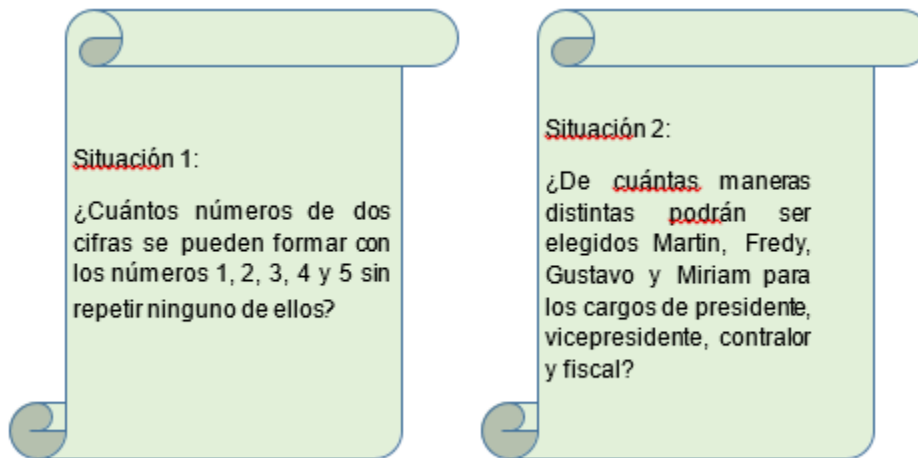 Situación 1:
¿Cuántos números de dos
cifras se pueden formar con
los números 1, 2, 3, 4 y 5 sin
repetir ninguno de ellos?
Situación 2:
¿De cuántas maneras
distintas podrán ser
elegidos Martin, Fredy,
Gustavo y Miriam para
los cargos de presidente,
vicepresidente, contralor
y fiscal?